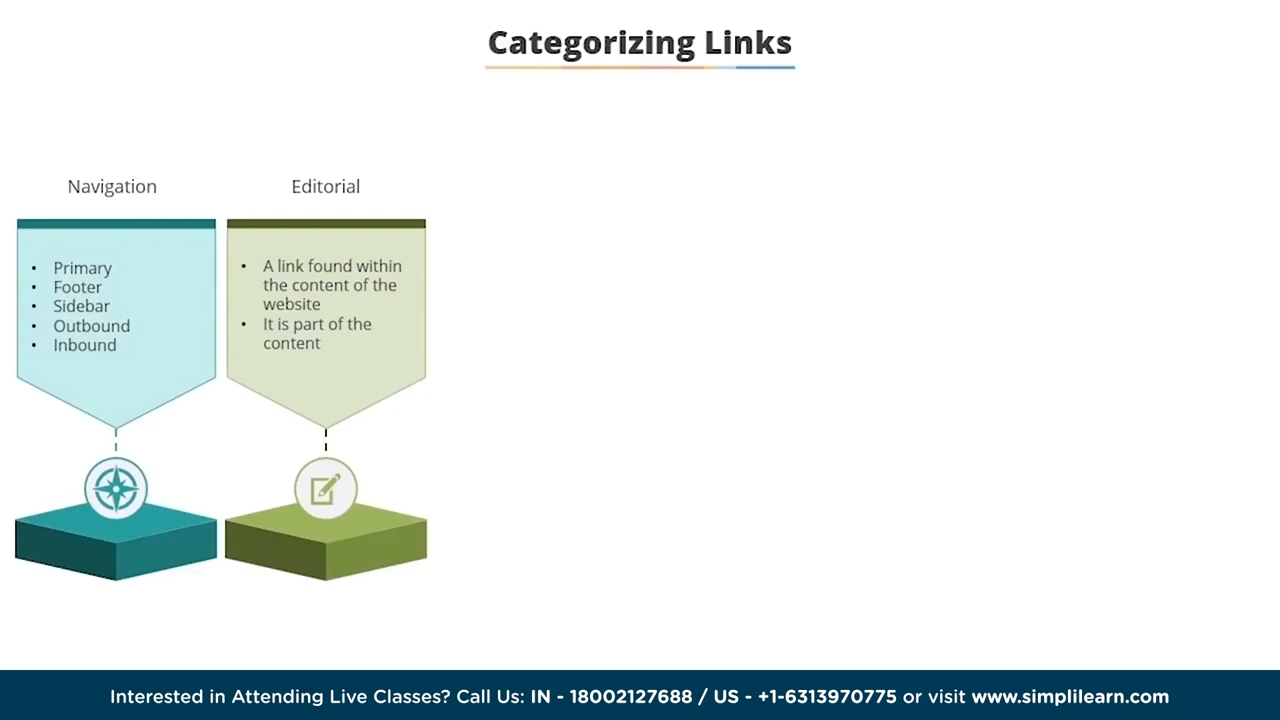 Categorizing Links
Navigation
Editorial
• Primary
• Footer
• Sidebar
• Outbound
• Inbound
• A link found within
the content of the
website
• It is part of the
content
Interested in Attending Live Classes? Call Us: IN - 18002127688 / US - +1-6313970775 or visit www.simplilearn.com